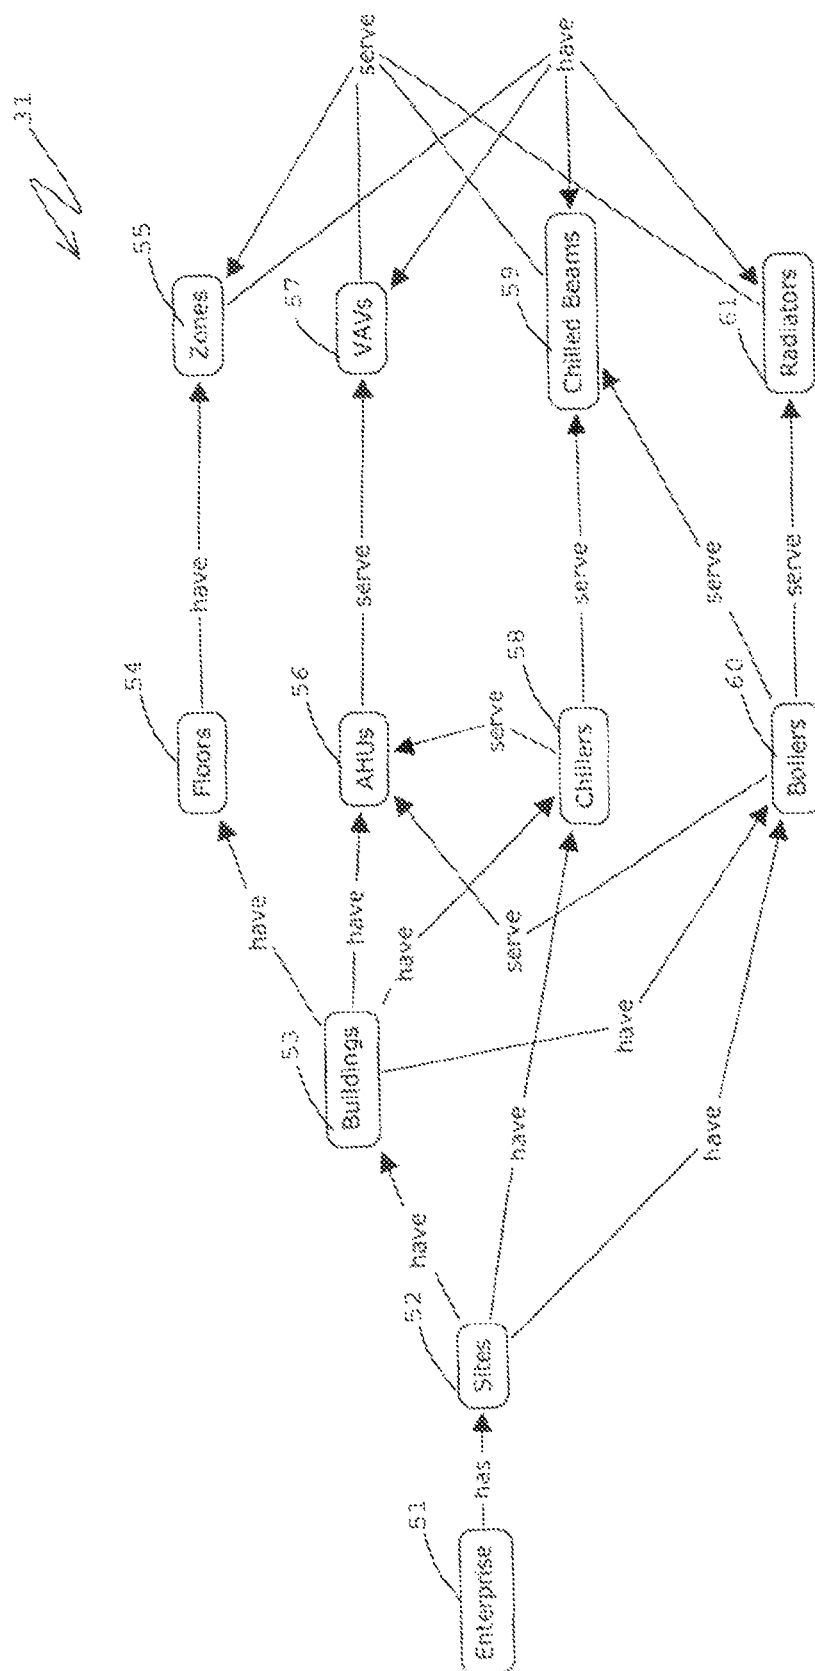 31
51
Enterprise
has
52
Sites
have
have
have
53
Buildings
have
have
have
have
54
Floors
have
55
Zones
56
AHUs
serve
57
VAVs
58
Chillers
serve
serve
59
Chilled Beams
60
Boilers
serve
serve
serve
61
Radiators
serve
have